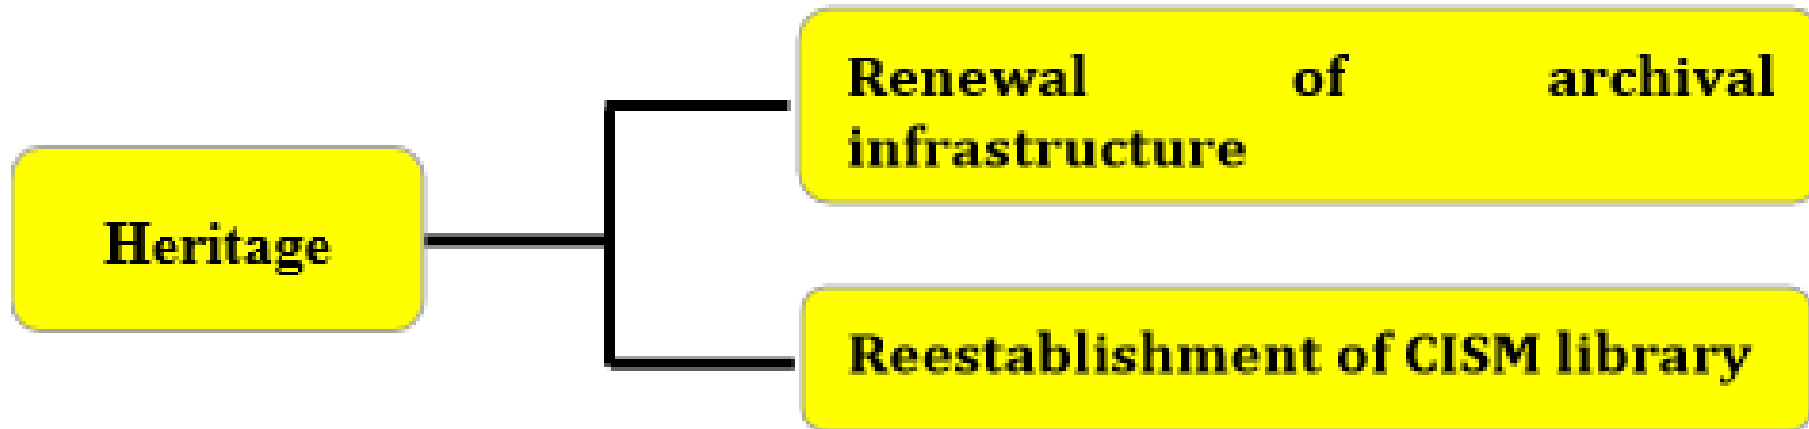 Heritage
Renewal of archival
infrastructure
Reestablishment of CISM library